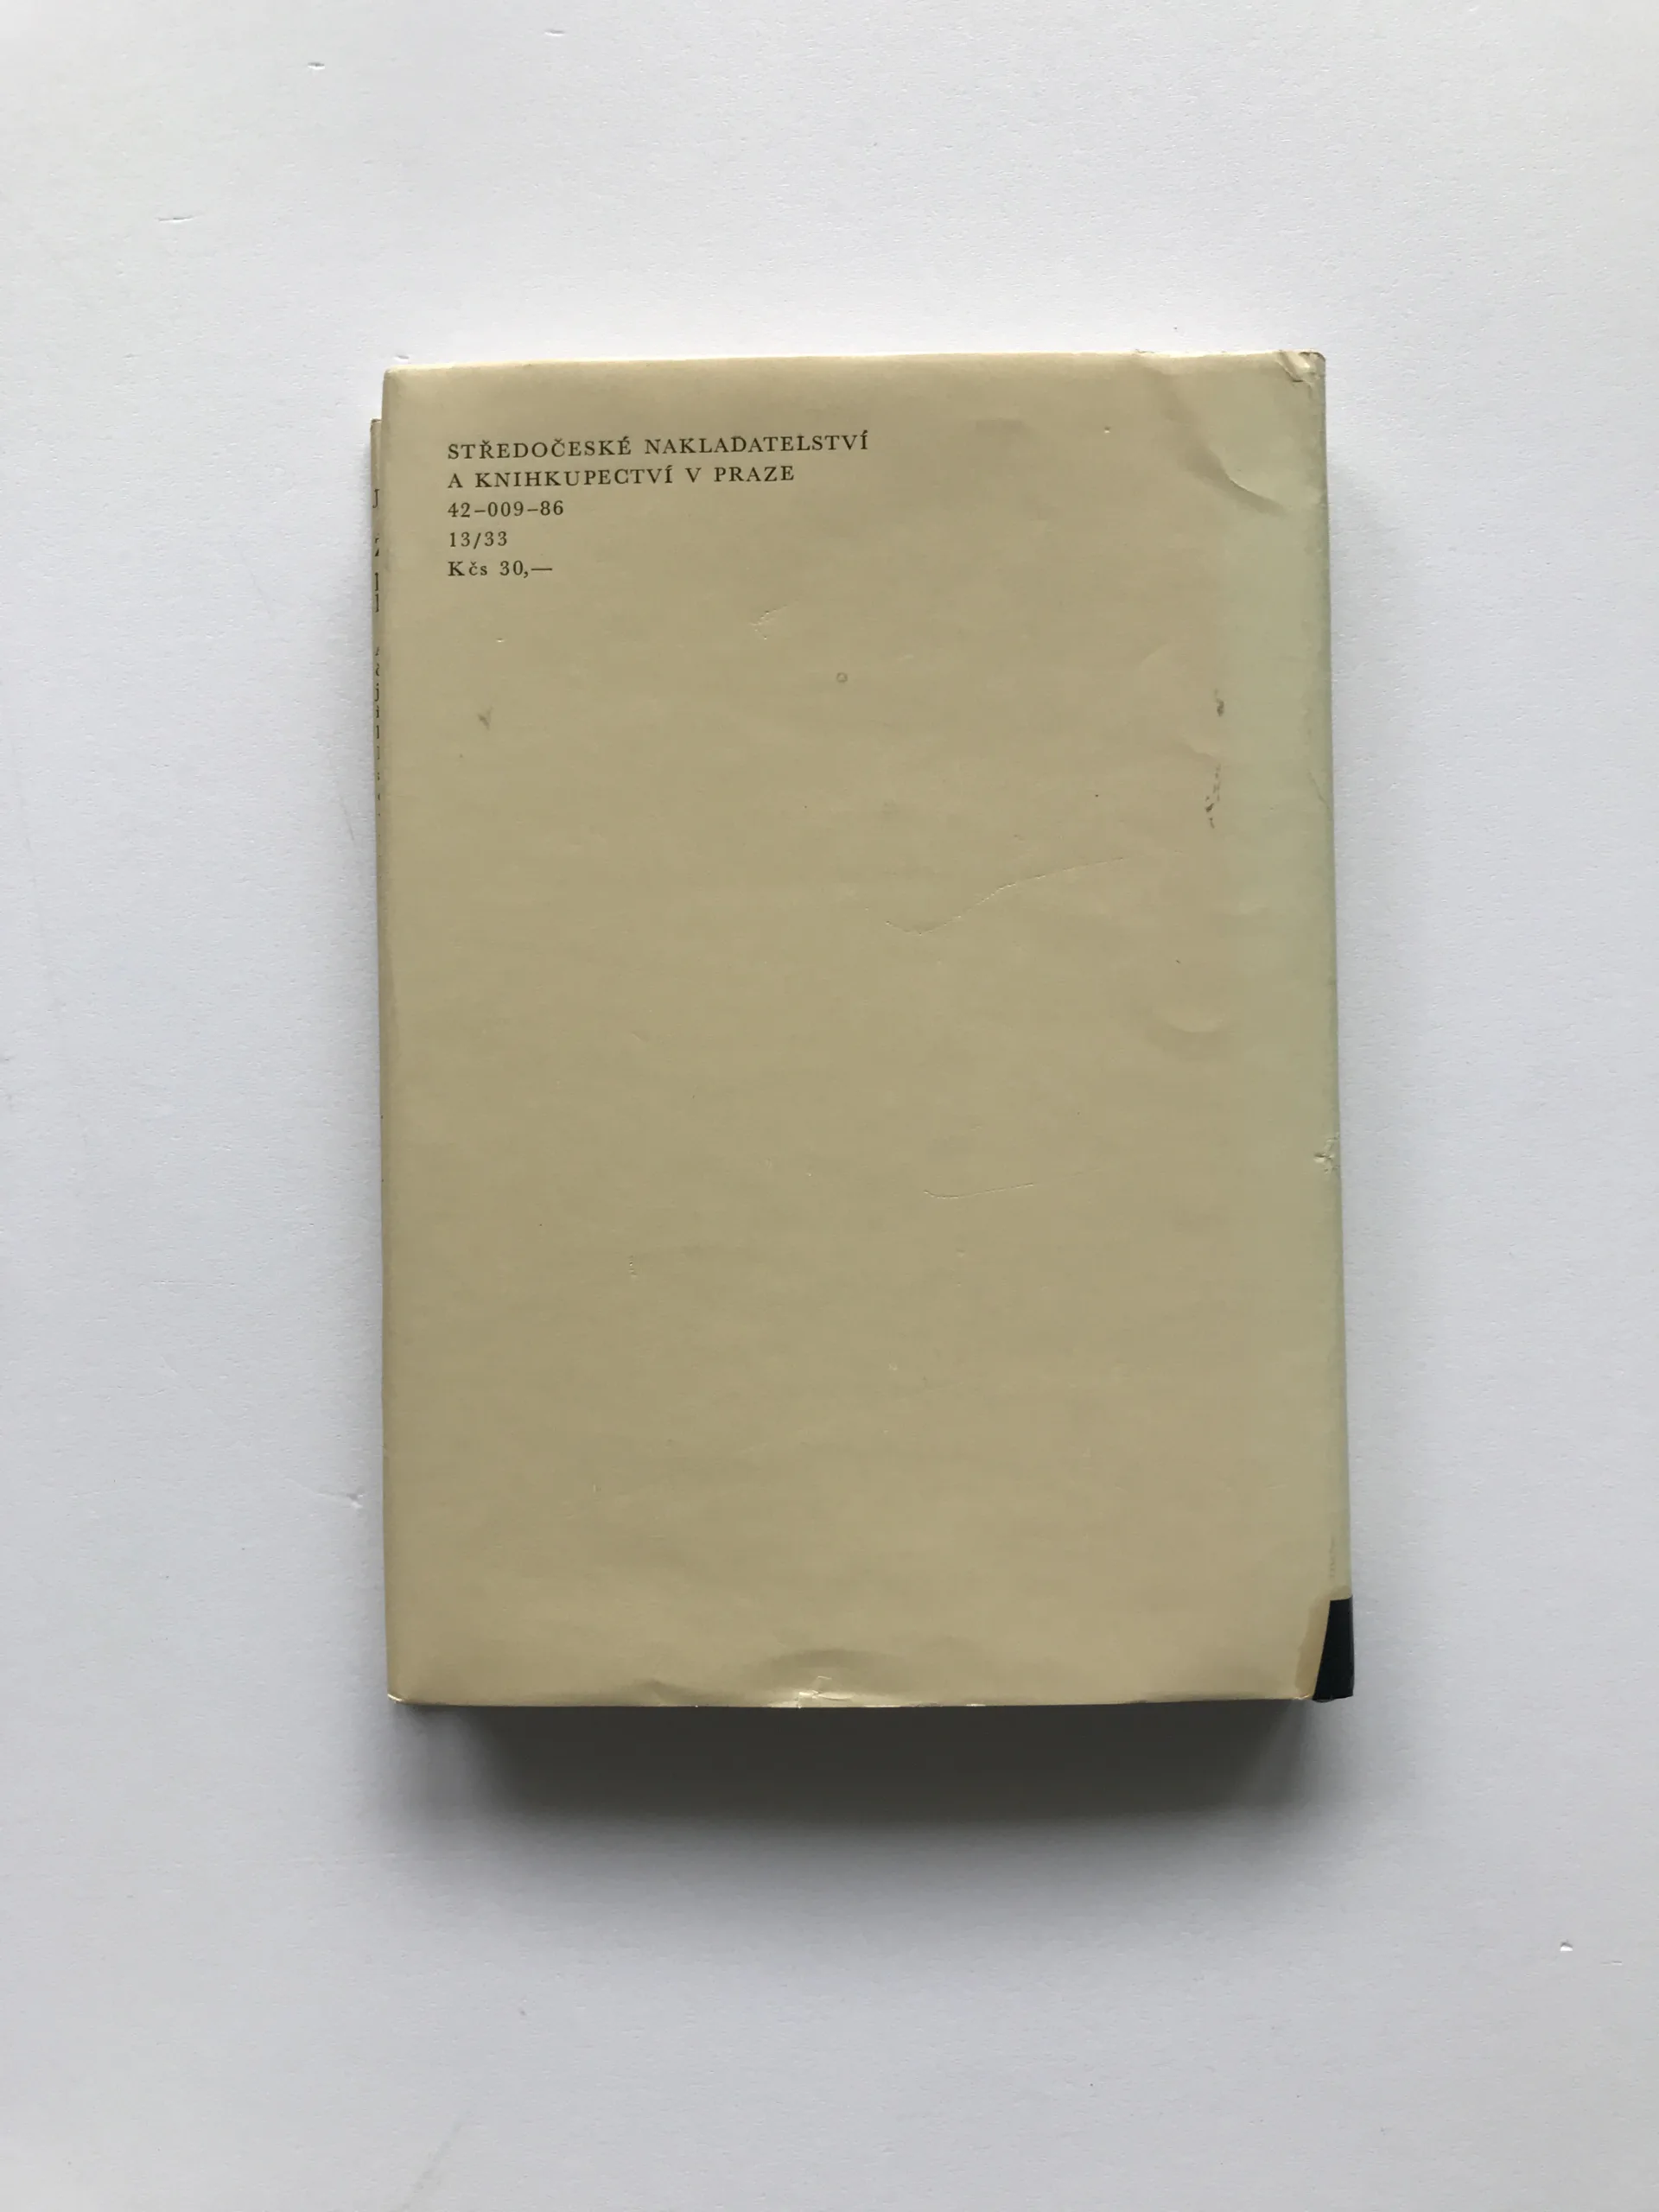 STŘEDOČESKÉ NAKLADATELSTVÍ
A KNIHKUPECTVÍ V PRAZE
42–009–86
13/33
Kčs 30,—